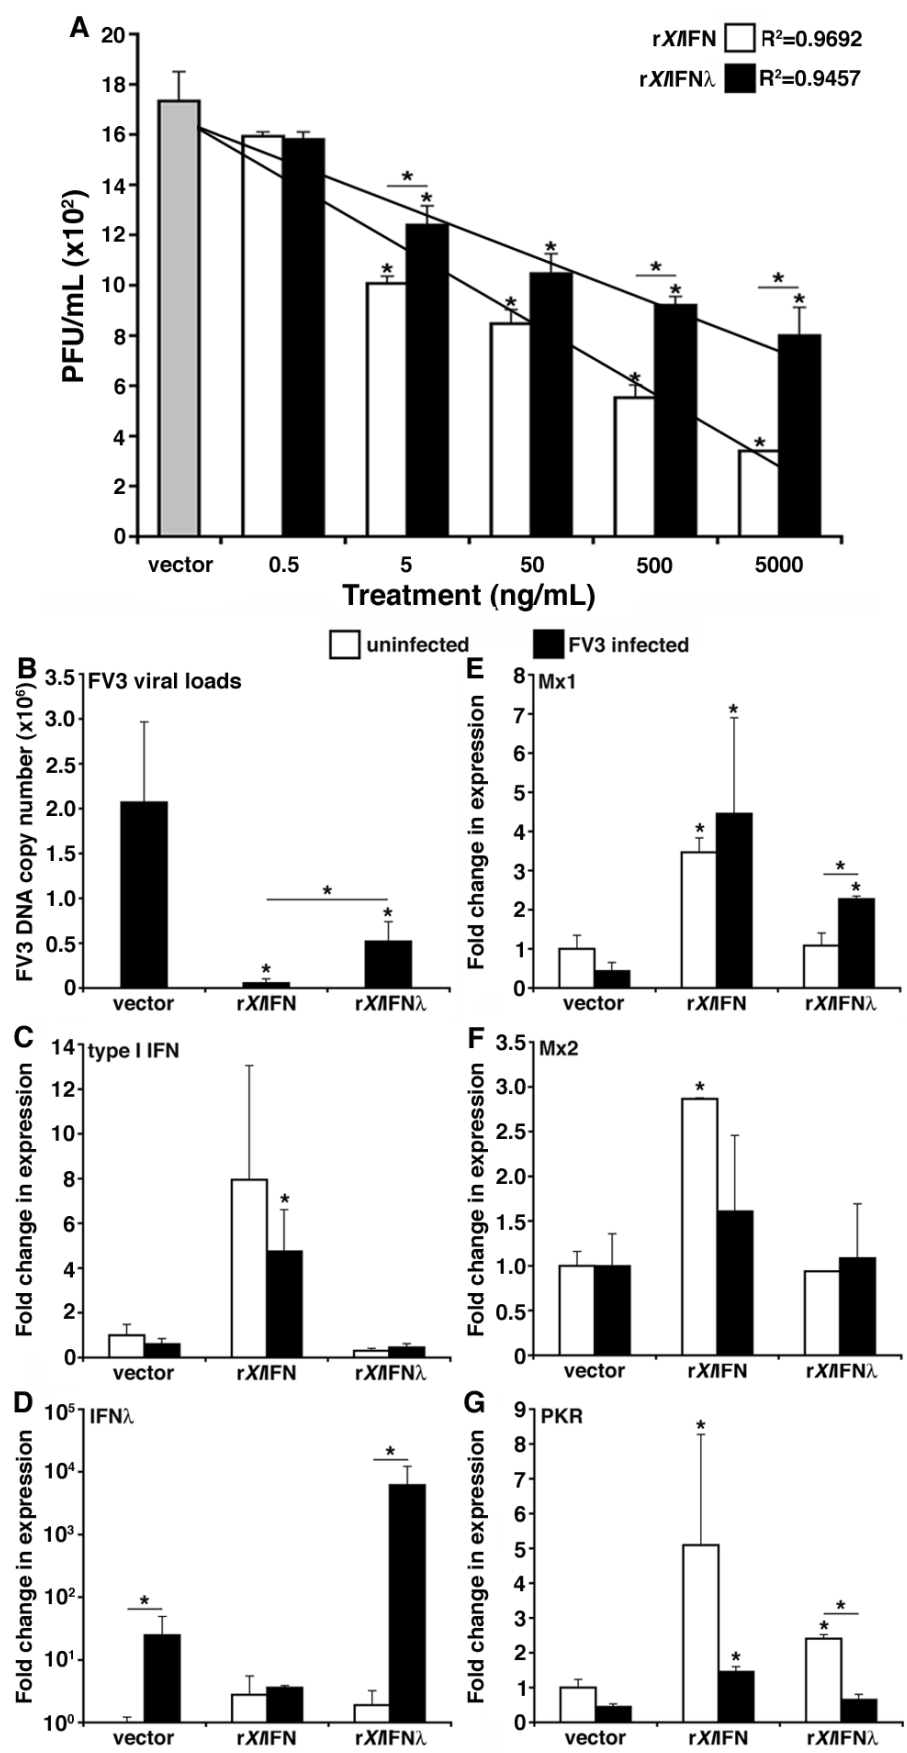 A
rXlIFN R²=0.9692
rXlIFNλ R²=0.9457
PFU/mL (x10²)
20
18
16
14
12
10
8
6
4
2
0
* * * * * * * * * * *
vector 0.5 5 50 500 5000
Treatment (ng/mL)
uninfected FV3 infected
B
FV3 viral loads
FV3 DNA copy number (x10⁶)
3.5
3.0
2.5
2.0
1.5
1.0
0.5
0
* * *
vector rXlIFN rXlIFNλ
E
Mx1
Fold change in expression
8
7
6
5
4
3
2
1
0
* * * *
vector rXlIFN rXlIFNλ
C
type I IFN
Fold change in expression
14
12
10
8
6
4
2
0
*
vector rXlIFN rXlIFNλ
F
Mx2
Fold change in expression
3.5
3.0
2.5
2.0
1.5
1.0
0.5
0
*
vector rXlIFN rXlIFNλ
D
IFNλ
Fold change in expression
10⁵
10⁴
10³
10²
10¹
10⁰
* *
vector rXlIFN rXlIFNλ
G
PKR
Fold change in expression
9
8
7
6
5
4
3
2
1
0
* * * *
vector rXlIFN rXlIFNλ